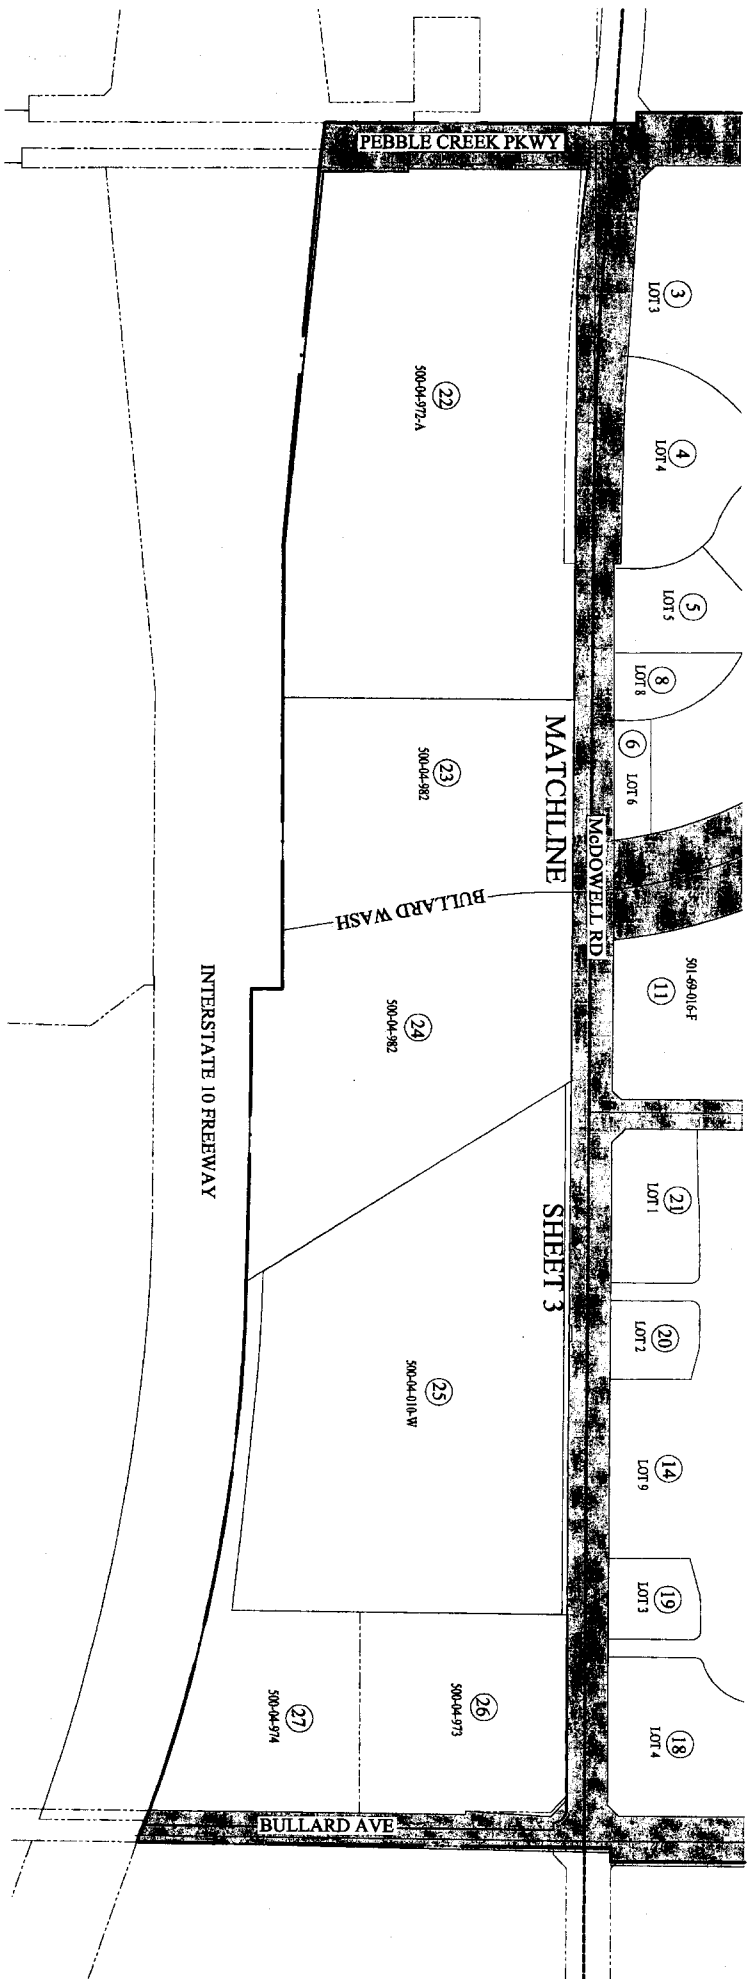 PEBBLE CREEK PKWY
3
LOT 3
4
LOT 4
5
LOT 5
8
LOT 8
6
LOT 6
501-69-016-F
11
21
LOT 1
20
LOT 2
14
LOT 9
19
LOT 3
18
LOT 4
McDOWELL RD
MATCHLINE
SHEET 3
22
500-04-972-A
23
500-04-982
BULLARD WASH
24
500-04-982
25
500-04-010-W
26
500-04-973
27
500-04-974
INTERSTATE 10 FREEWAY
BULLARD AVE